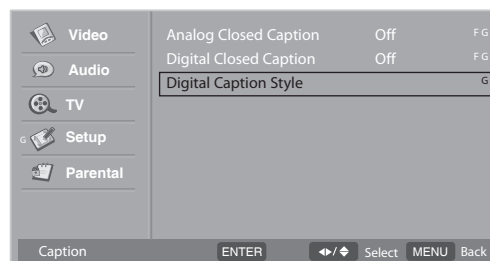 Video
Audio
TV
G Setup
Parental
Analog Closed Caption Off F G
Digital Closed Caption Off F G
Digital Caption Style G
Caption ENTER / Select MENU Back